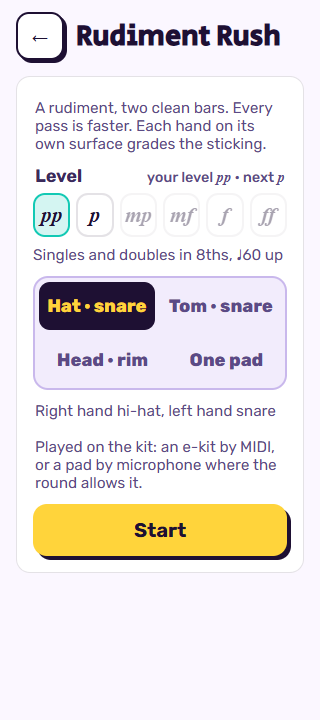 ← Rudiment Rush
A rudiment, two clean bars. Every
pass is faster. Each hand on its
own surface grades the sticking.
Level your level pp • next p
pp p mp mf f ff
Singles and doubles in 8ths, ♩60 up
Hat • snare Tom • snare
Head • rim One pad
Right hand hi-hat, left hand snare
Played on the kit: an e-kit by MIDI,
or a pad by microphone where the
round allows it.
Start